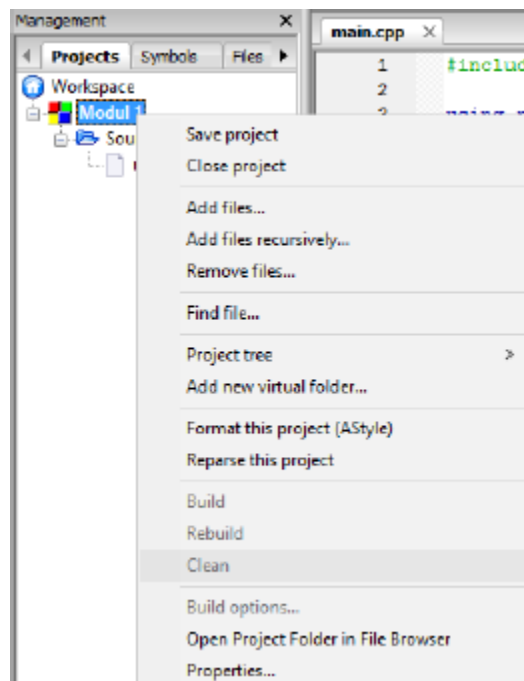 Management
main.cpp
Projects Symbols Files
Workspace
Modul 1
Sou
1 #includ
2
Save project
Close project
Add files...
Add files recursively...
Remove files...
Find file...
Project tree
Add new virtual folder...
Format this project (AStyle)
Reparse this project
Build
Rebuild
Clean
Build options...
Open Project Folder in File Browser
Properties...